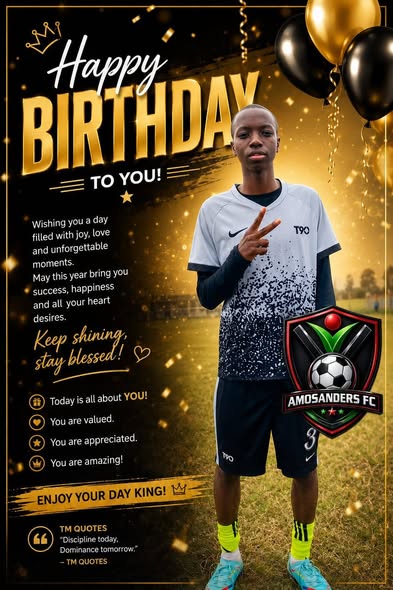 Happy
BIRTHDAY
TO YOU!
Wishing you a day
filled with joy, love
and unforgettable
moments.
May this year bring you
success, happiness
and all your heart
desires.
Keep shining,
stay blessed!
Today is all about YOU!
You are valued.
You are appreciated.
You are amazing!
ENJOY YOUR DAY KING!
TM QUOTES
"Discipline today,
Dominance tomorrow."
– TM QUOTES
T90
AMOSANDERS FC
T90
3